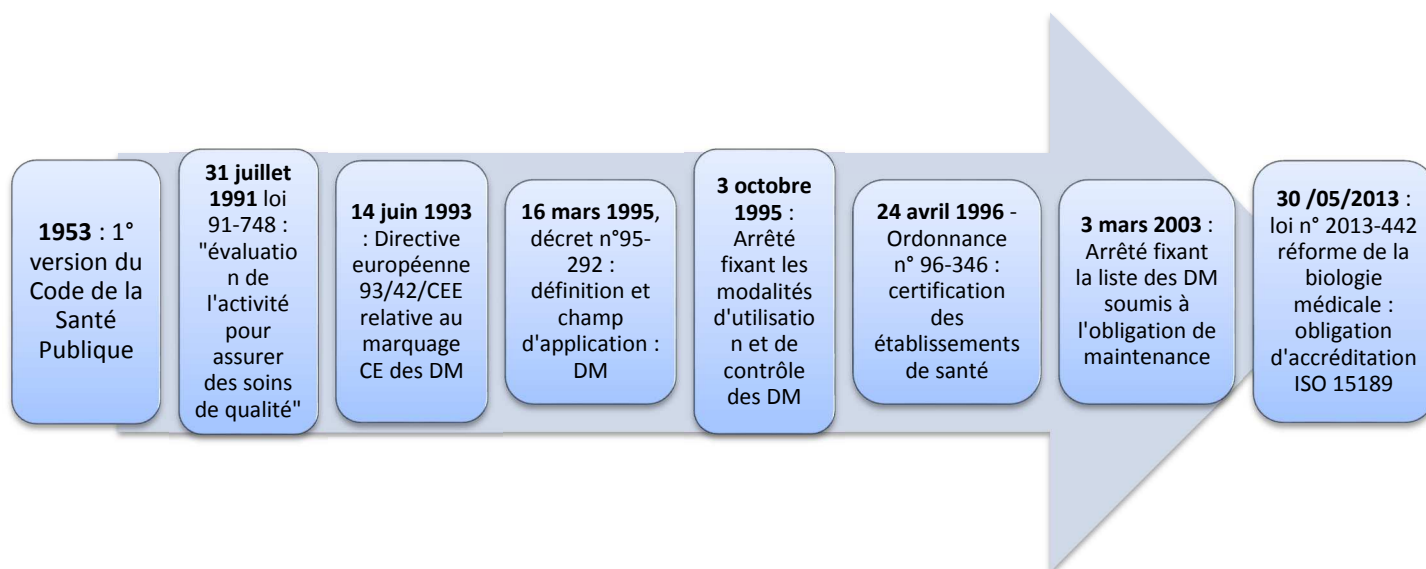 1953 : 1°
version du
Code de la
Santé
Publique
31 juillet
1991 loi
91-748 :
"évaluatio
n de
l'activité
pour
assurer
des soins
de qualité"
14 juin 1993
: Directive
européenne
93/42/CEE
relative au
marquage
CE des DM
16 mars 1995,
décret n°95-
292 :
définition et
champ
d'application :
DM
3 octobre
1995 :
Arrêté
fixant les
modalités
d'utilisatio
n et de
contrôle
des DM
24 avril 1996 -
Ordonnance
n° 96-346 :
certification
des
établissements
de santé
3 mars 2003 :
Arrêté fixant
la liste des DM
soumis à
l'obligation de
maintenance
30 /05/2013 :
loi n° 2013-442
réforme de la
biologie
médicale :
obligation
d'accréditation
ISO 15189